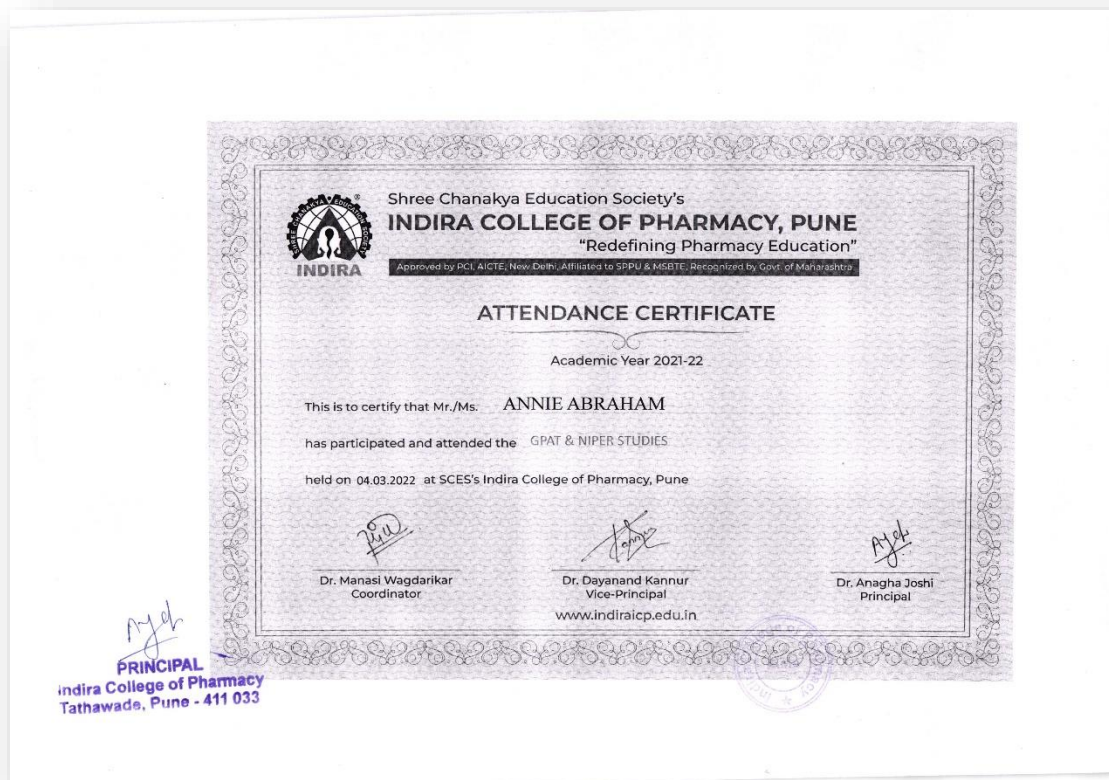 Shree Chanakya Education Society's
INDIRA COLLEGE OF PHARMACY, PUNE
"Redefining Pharmacy Education"
Approved by PCI, AICTE, New Delhi, Affiliated to SPPU & MSBTE, Recognized by Govt. of Maharashtra.
SHREE CHANAKYA EDUCATION SOCIETY
®
INDIRA
ATTENDANCE CERTIFICATE
Academic Year 2021-22
This is to certify that Mr./Ms. ANNIE ABRAHAM
has participated and attended the GPAT & NIPER STUDIES
held on 04.03.2022 at SCES's Indira College of Pharmacy, Pune
Dr. Manasi Wagdarikar
Coordinator
Dr. Dayanand Kannur
Vice-Principal
Dr. Anagha Joshi
Principal
www.indiraicp.edu.in
PRINCIPAL
Indira College of Pharmacy
Tathawade, Pune - 411 033